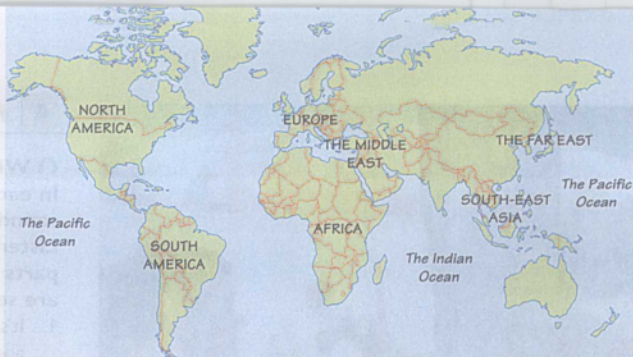 NORTH
AMERICA
EUROPE
THE MIDDLE
EAST
THE FAR EAST
SOUTH-EAST
ASIA
The Pacific
Ocean
The Pacific
Ocean
AFRICA
SOUTH
AMERICA
The Indian
Ocean